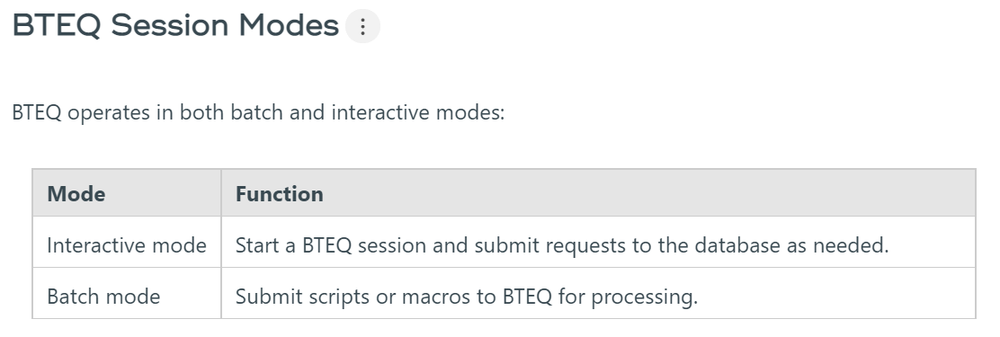 BTEQ Session Modes
BTEQ operates in both batch and interactive modes:
Mode Function
Interactive mode Start a BTEQ session and submit requests to the database as needed.
Batch mode Submit scripts or macros to BTEQ for processing.